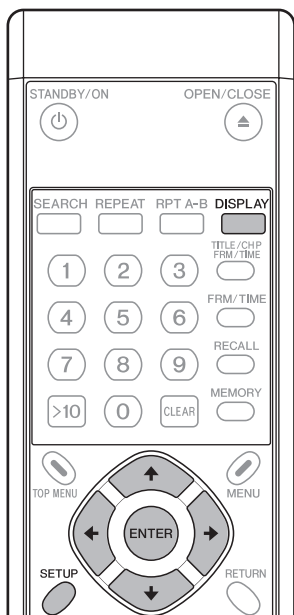 STANDBY/ON OPEN/CLOSE
SEARCH REPEAT RPT A-B DISPLAY
TITLE/CHP
FRM/TIME
1 2 3
FRM/TIME
4 5 6
RECALL
7 8 9
MEMORY
>10 0 CLEAR
TOP MENU MENU
ENTER
SETUP RETURN